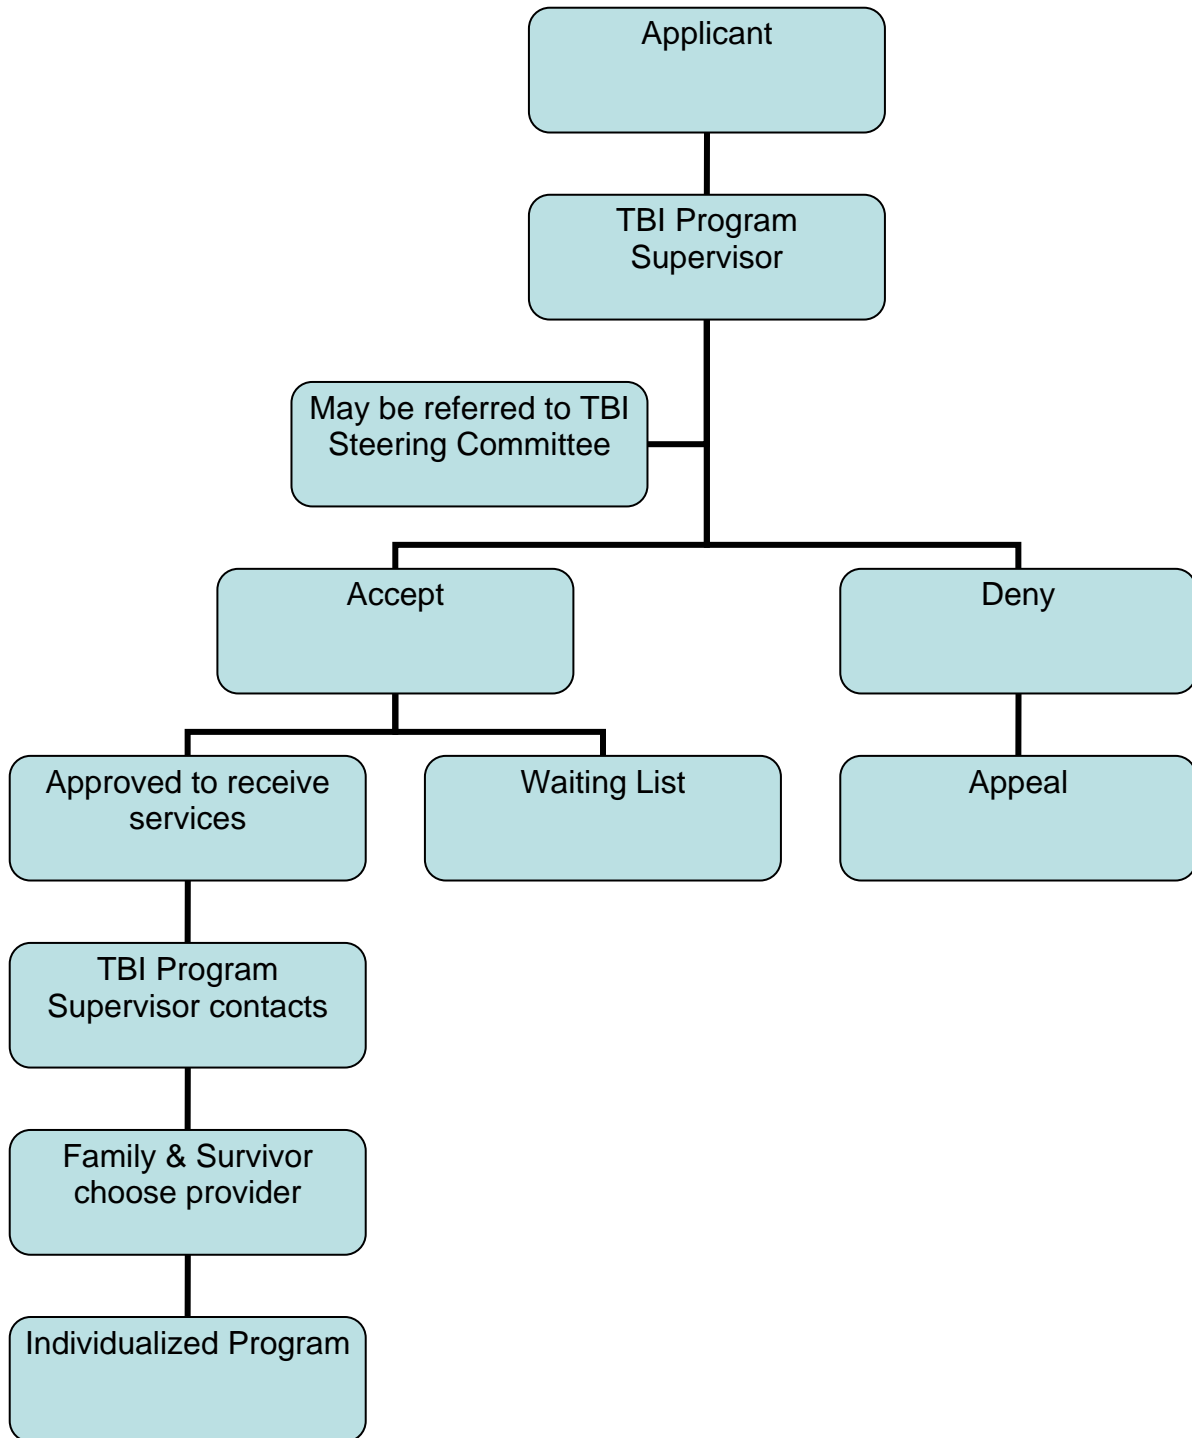 Applicant
TBI Program
Supervisor
May be referred to TBI
Steering Committee
Accept
Deny
Approved to receive
services
Waiting List
Appeal
TBI Program
Supervisor contacts
Family & Survivor
choose provider
Individualized Program